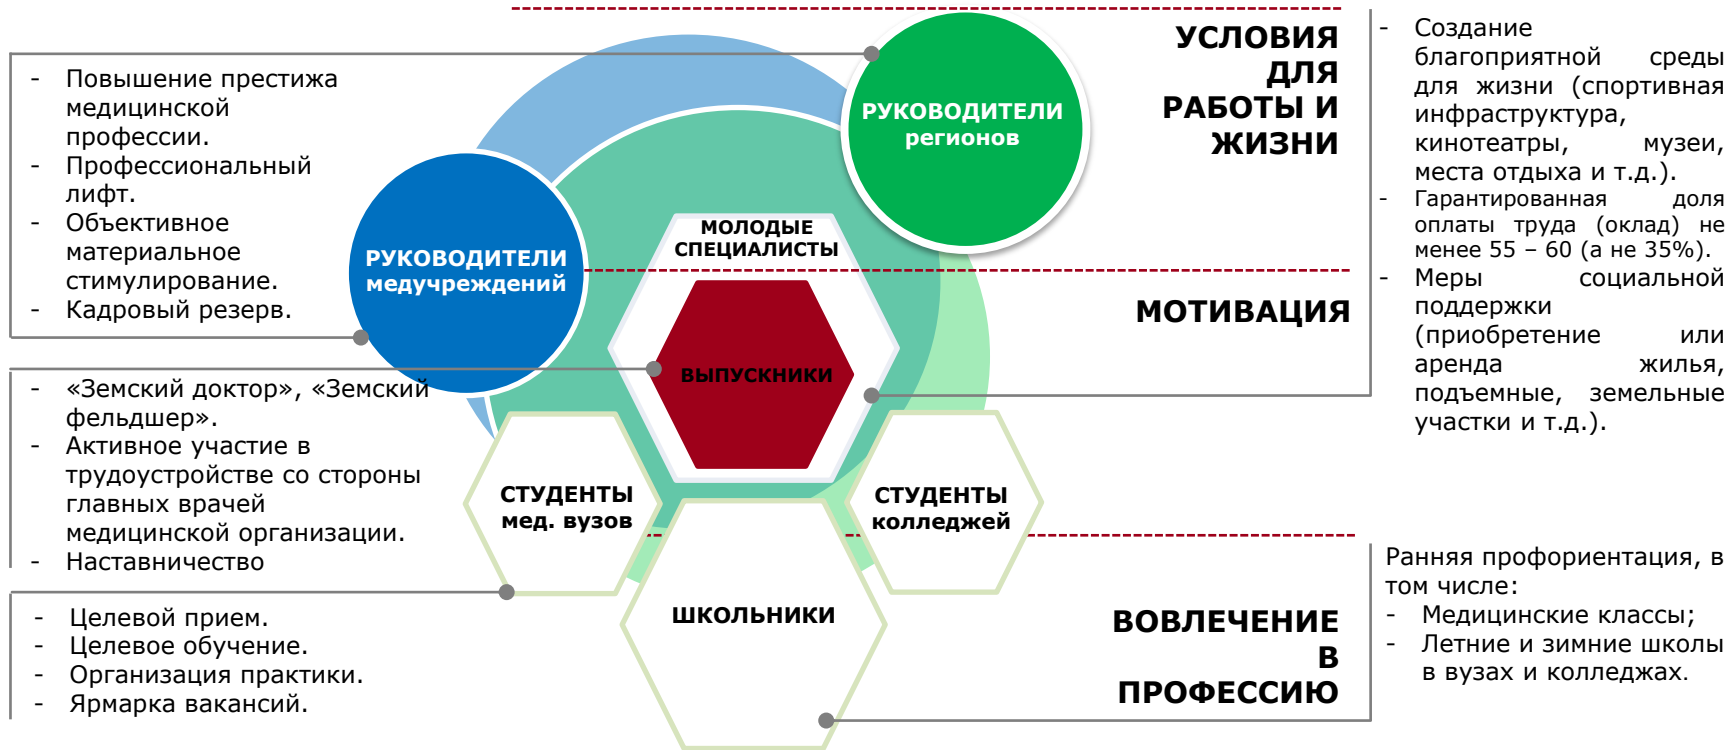 - Повышение престижа
медицинской
профессии.
- Профессиональный
лифт.
- Объективное
материальное
стимулирование.
- Кадровый резерв.
- «Земский доктор», «Земский
фельдшер».
- Активное участие в
трудоустройстве со стороны
главных врачей
медицинской организации.
- Наставничество
- Целевой прием.
- Целевое обучение.
- Организация практики.
- Ярмарка вакансий.
РУКОВОДИТЕЛИ
регионов
РУКОВОДИТЕЛИ
медучреждений
МОЛОДЫЕ
СПЕЦИАЛИСТЫ
ВЫПУСКНИКИ
СТУДЕНТЫ
мед. вузов
СТУДЕНТЫ
колледжей
ШКОЛЬНИКИ
УСЛОВИЯ
ДЛЯ
РАБОТЫ И
ЖИЗНИ
МОТИВАЦИЯ
ВОВЛЕЧЕНИЕ
В
ПРОФЕССИЮ
- Создание
благоприятной среды
для жизни (спортивная
инфраструктура,
кинотеатры, музеи,
места отдыха и т.д.).
- Гарантированная доля
оплаты труда (оклад) не
менее 55 – 60 (а не 35%).
- Меры социальной
поддержки
(приобретение или
аренда жилья,
подъемные, земельные
участки и т.д.).
Ранняя профориентация, в
том числе:
- Медицинские классы;
- Летние и зимние школы
в вузах и колледжах.